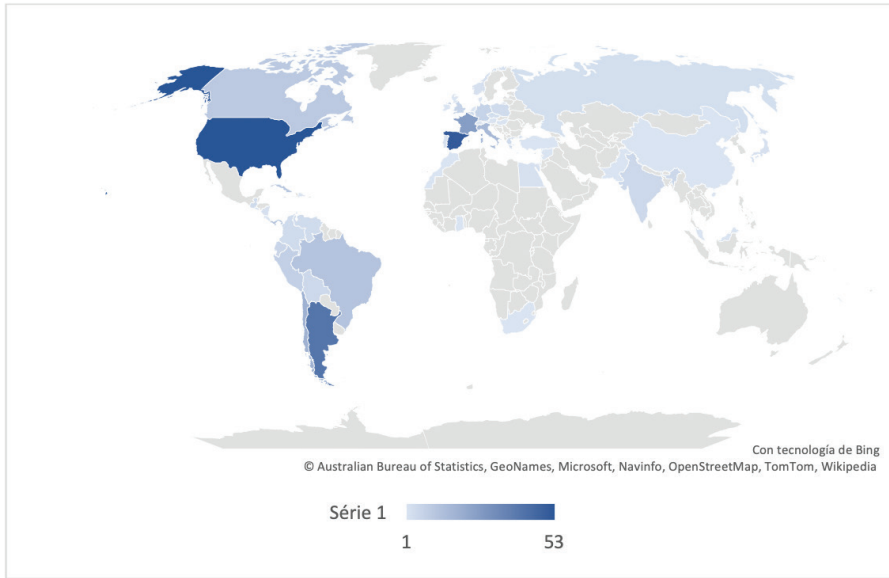 Con tecnología de Bing
© Australian Bureau of Statistics, GeoNames, Microsoft, Navinfo, OpenStreetMap, TomTom, Wikipedia
Série 1
1 53